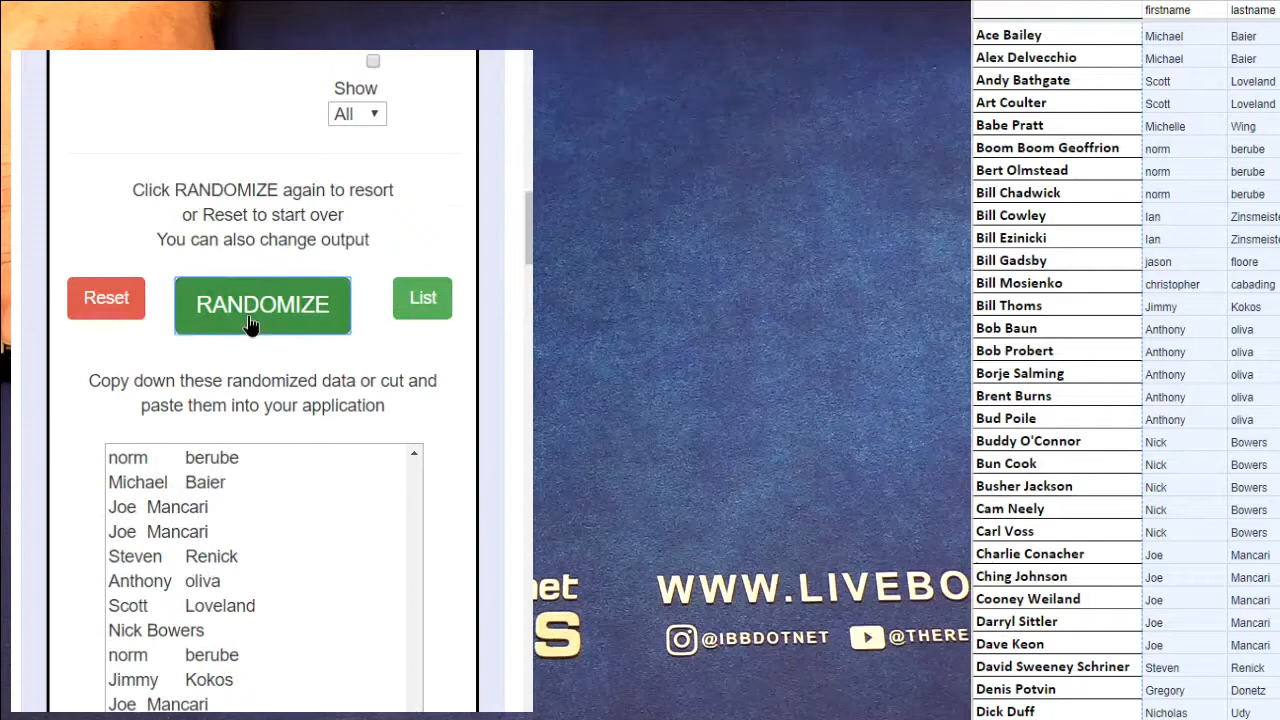 Show
All
Click RANDOMIZE again to resort
or Reset to start over
You can also change output
Reset RANDOMIZE List
Copy down these randomized data or cut and
paste them into your application
norm berube
Michael Baier
Joe Mancari
Joe Mancari
Steven Renick
Anthony oliva
Scott Loveland
Nick Bowers
norm berube
Jimmy Kokos
Joe Mancari
net
WWW.LIVEBO
S
@IBBDOTNET @THERE
firstname lastname
Ace Bailey Michael Baier
Alex Delvecchio Michael Baier
Andy Bathgate Scott Loveland
Art Coulter Scott Loveland
Babe Pratt Michelle Wing
Boom Boom Geoffrion norm berube
Bert Olmstead norm berube
Bill Chadwick norm berube
Bill Cowley Ian Zinsmeiste
Bill Ezinicki Ian Zinsmeiste
Bill Gadsby jason floore
Bill Mosienko christopher cabading
Bill Thoms Jimmy Kokos
Bob Baun Anthony oliva
Bob Probert Anthony oliva
Borje Salming Anthony oliva
Brent Burns Anthony oliva
Bud Poile Anthony oliva
Buddy O'Connor Nick Bowers
Bun Cook Nick Bowers
Busher Jackson Nick Bowers
Cam Neely Nick Bowers
Carl Voss Nick Bowers
Charlie Conacher Joe Mancari
Ching Johnson Joe Mancari
Cooney Weiland Joe Mancari
Darryl Sittler Joe Mancari
Dave Keon Joe Mancari
David Sweeney Schriner Steven Renick
Denis Potvin Gregory Donetz
Dick Duff Nicholas Udy